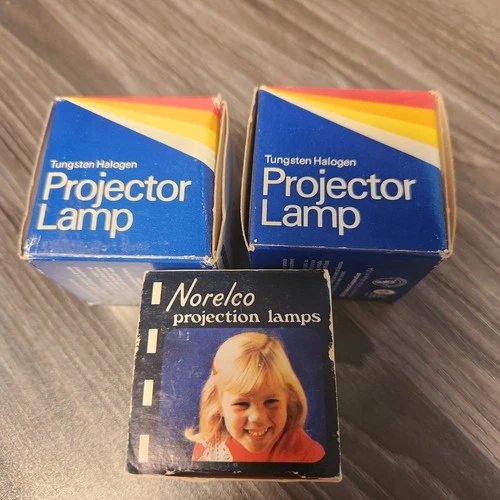 Tungsten Halogen
Projector
Lamp
Tungsten Halogen
Projector
Lamp
Norelco
projection lamps